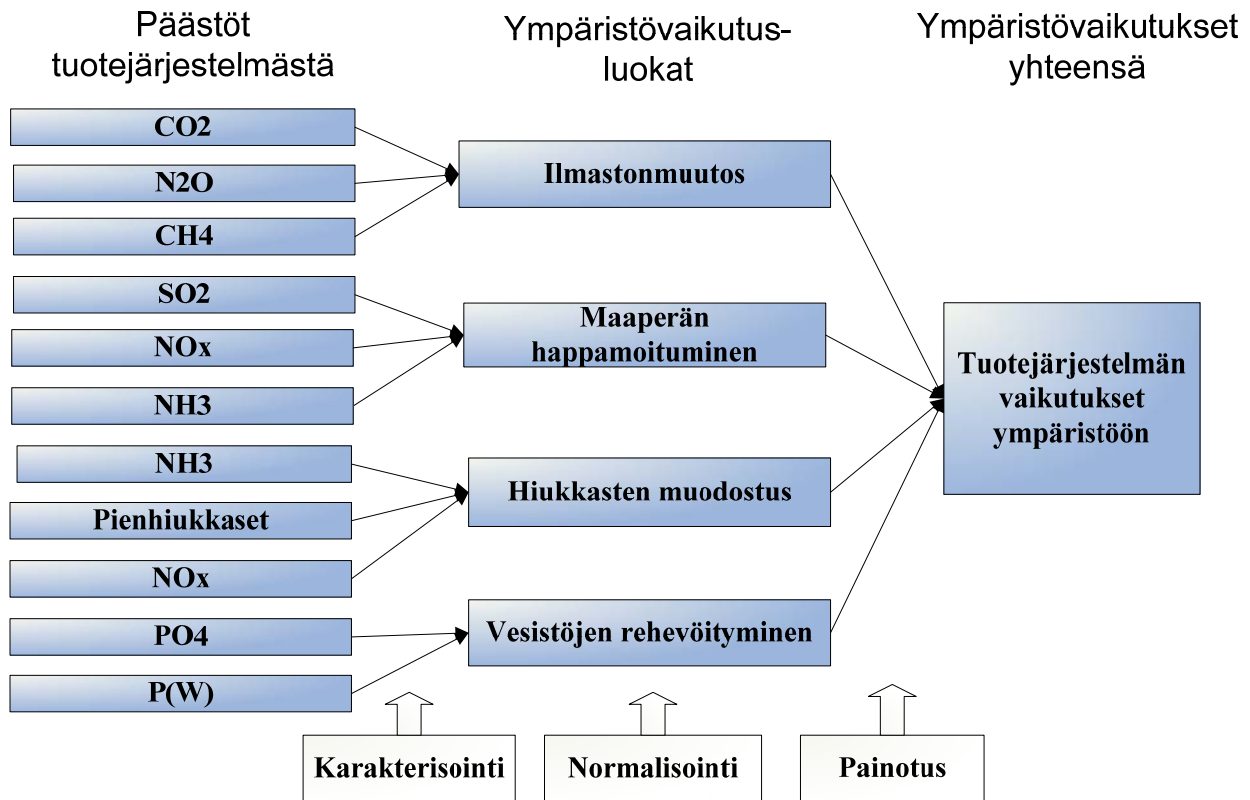 Päästöt
tuotejärjestelmästä
Ympäristövaikutus-
luokat
Ympäristövaikutukset
yhteensä
CO2
N2O
CH4
SO2
NOx
NH3
NH3
Pienhiukkaset
NOx
PO4
P(W)
Ilmastonmuutos
Maaperän
happamoituminen
Hiukkasten muodostus
Vesistöjen rehevöityminen
Tuotejärjestelmän
vaikutukset
ympäristöön
Karakterisointi
Normalisointi
Painotus